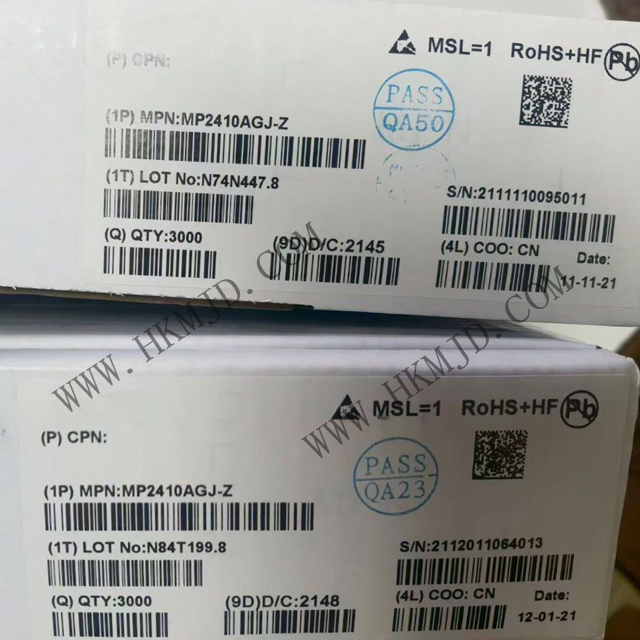 (P) CPN:
MSL=1 RoHS+HF Pb
PASS
QA50
(1P) MPN:MP2410AGJ-Z
(1T) LOT No:N74N447.8
S/N:2111110095011
(Q) QTY:3000
(9D)D/C:2145
(4L) COO: CN
Date:
11-11-21
WWW.HKMJD.COM
WWW.HKMJD.COM
MSL=1 RoHS+HF Pb
(P) CPN:
PASS
QA23
(1P) MPN:MP2410AGJ-Z
(1T) LOT No:N84T199.8
S/N:2112011064013
(Q) QTY:3000
(9D)D/C:2148
(4L) COO: CN
Date:
12-01-21